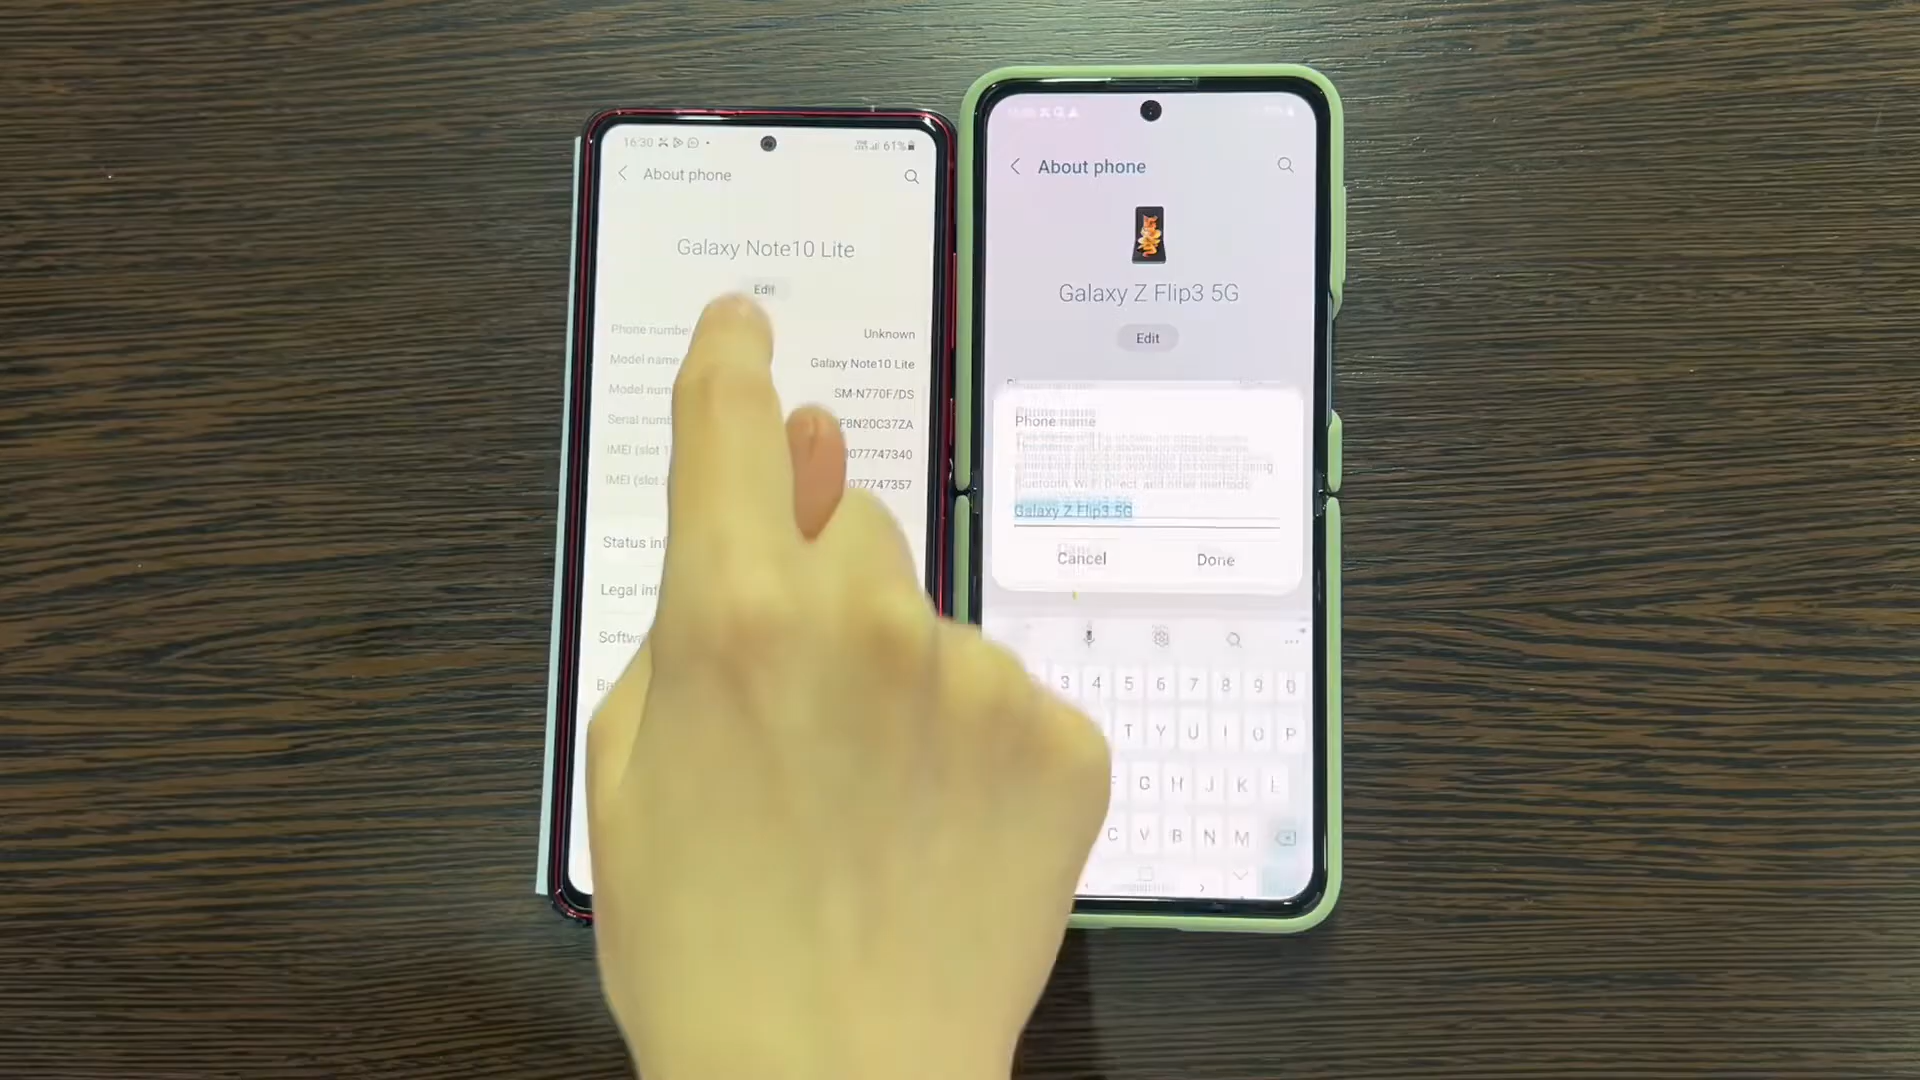 16:30
61%
About phone
Galaxy Note10 Lite
Edit
Phone number
Unknown
Model name
Galaxy Note10 Lite
Model num
SM-N770F/DS
Serial numb
F8N20C37ZA
IMEI (slot 1
077747340
IMEI (slot
077747357
Status inf
Legal inf
Softwa
Ba
About phone
Galaxy Z Flip3 5G
Edit
Phone name
Galaxy Z Flip3 5G
Cancel
Done
3 4 5 6 7 8 9 0
T Y U I O P
F G H J K L
C V B N M